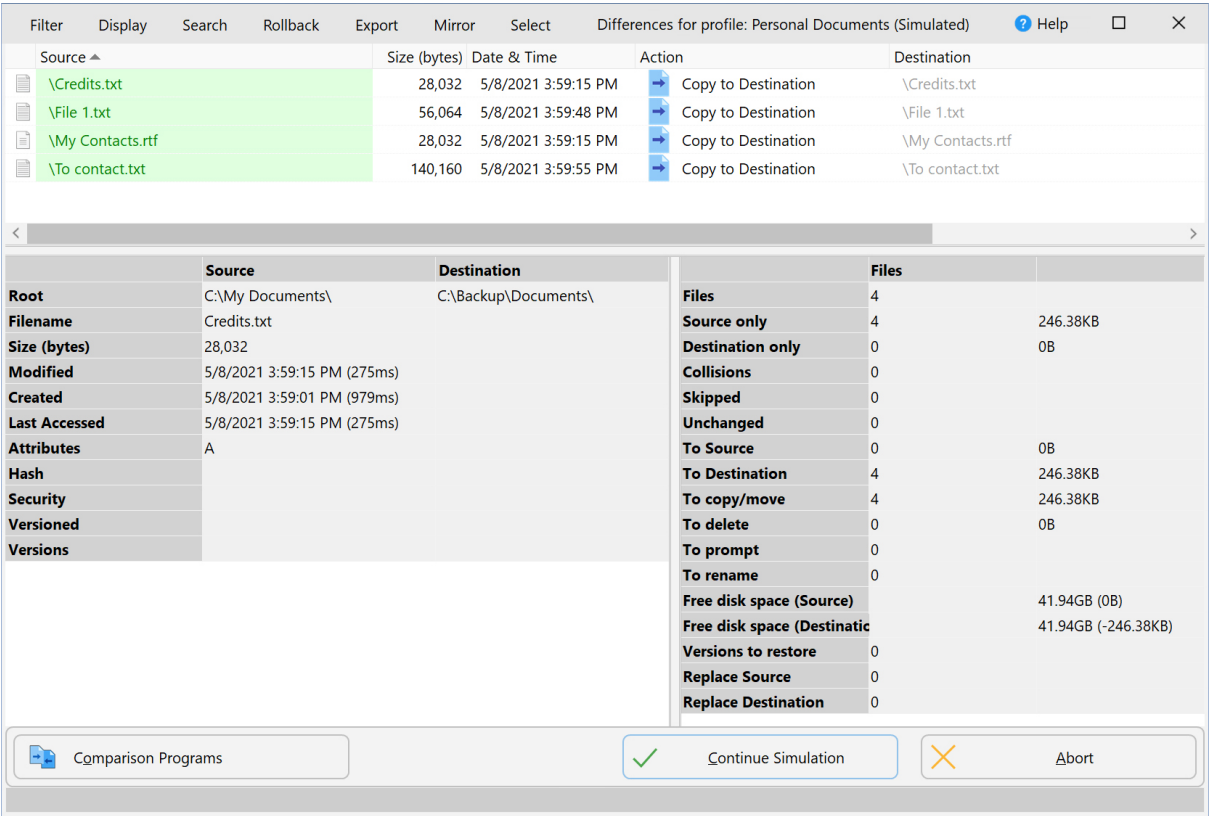 Filter Display Search Rollback Export Mirror Select Differences for profile: Personal Documents (Simulated) ? Help
Source Size (bytes) Date & Time Action Destination
\Credits.txt 28,032 5/8/2021 3:59:15 PM Copy to Destination \Credits.txt
\File 1.txt 56,064 5/8/2021 3:59:48 PM Copy to Destination \File 1.txt
\My Contacts.rtf 28,032 5/8/2021 3:59:15 PM Copy to Destination \My Contacts.rtf
\To contact.txt 140,160 5/8/2021 3:59:55 PM Copy to Destination \To contact.txt
Source Destination
Root C:\My Documents\ C:\Backup\Documents\
Filename Credits.txt
Size (bytes) 28,032
Modified 5/8/2021 3:59:15 PM (275ms)
Created 5/8/2021 3:59:01 PM (979ms)
Last Accessed 5/8/2021 3:59:15 PM (275ms)
Attributes A
Hash
Security
Versioned
Versions
Files
Files 4
Source only 4 246.38KB
Destination only 0 0B
Collisions 0
Skipped 0
Unchanged 0
To Source 0 0B
To Destination 4 246.38KB
To copy/move 4 246.38KB
To delete 0 0B
To prompt 0
To rename 0
Free disk space (Source) 41.94GB (0B)
Free disk space (Destinatic 41.94GB (-246.38KB)
Versions to restore 0
Replace Source 0
Replace Destination 0
Comparison Programs Continue Simulation Abort